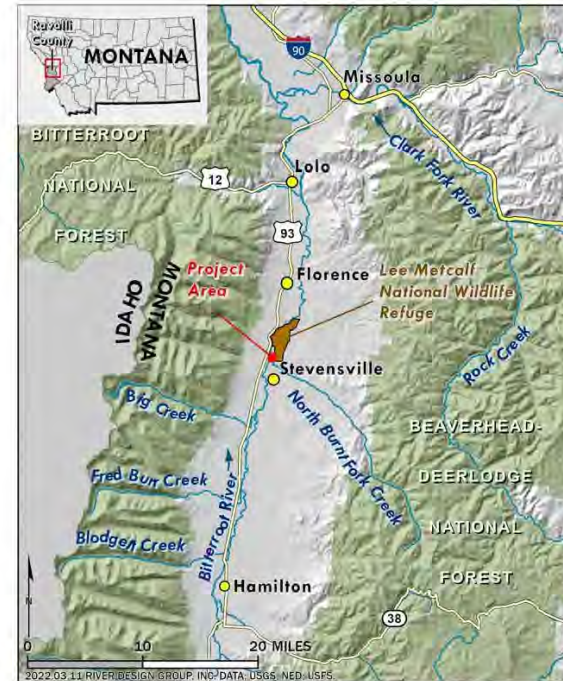 Ravalli
County
MONTANA
90
Missoula
BITTERROOT
Clark Fork River
Lolo
12
NATIONAL
FOREST
93
Project
Area
Florence
Lee Metcalf
National Wildlife
Refuge
IDAHO
MONTANA
Rock Creek
Stevensville
Big Creek
North Burnt Fork Creek
BEAVERHEAD-
DEERLODGE
Fred Burr Creek
Bitterroot River
NATIONAL
Blodgett Creek
FOREST
Hamilton
N
38
0
10
20 MILES
2022.03.11 RIVER DESIGN GROUP, INC. DATA: USGS, NED, USFS.